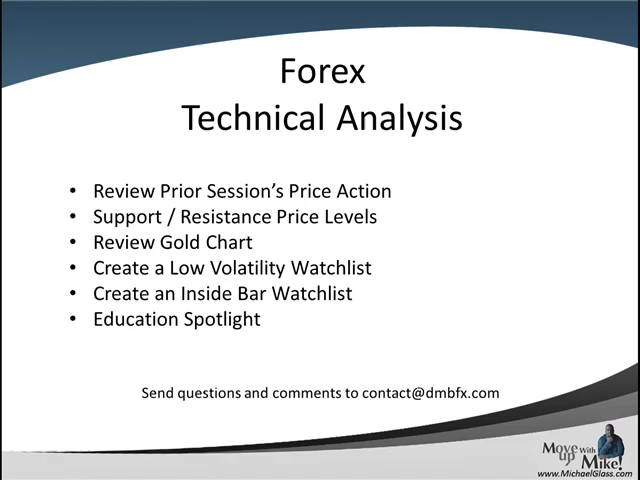 Forex
Technical Analysis
• Review Prior Session's Price Action
• Support / Resistance Price Levels
• Review Gold Chart
• Create a Low Volatility Watchlist
• Create an Inside Bar Watchlist
• Education Spotlight
Send questions and comments to contact@dmbfx.com
Move up With Mike!
www.MichaelGlass.com